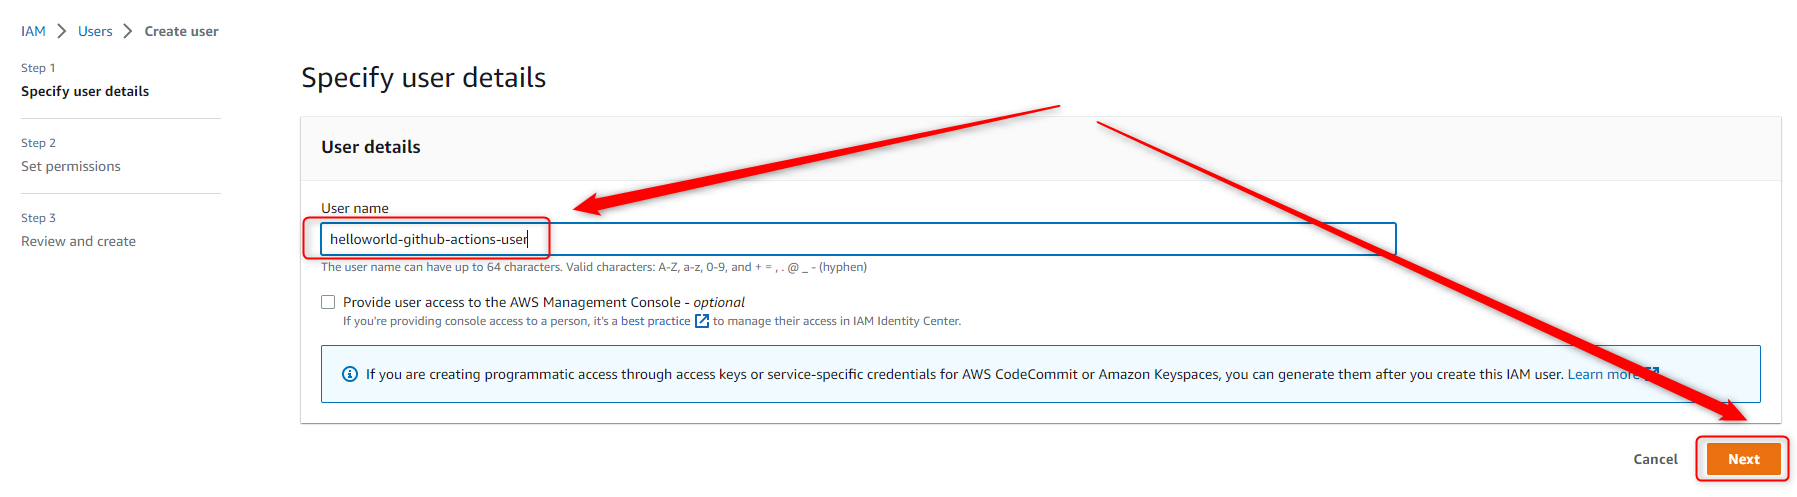 IAM > Users > Create user
Step 1
Specify user details
Step 2
Set permissions
Step 3
Review and create
Specify user details
User details
User name
helloworld-github-actions-user
The user name can have up to 64 characters. Valid characters: A-Z, a-z, 0-9, and + = , . @ _ - (hyphen)
Provide user access to the AWS Management Console - optional
If you're providing console access to a person, it's a best practice to manage their access in IAM Identity Center.
If you are creating programmatic access through access keys or service-specific credentials for AWS CodeCommit or Amazon Keyspaces, you can generate them after you create this IAM user. Learn more
Cancel
Next